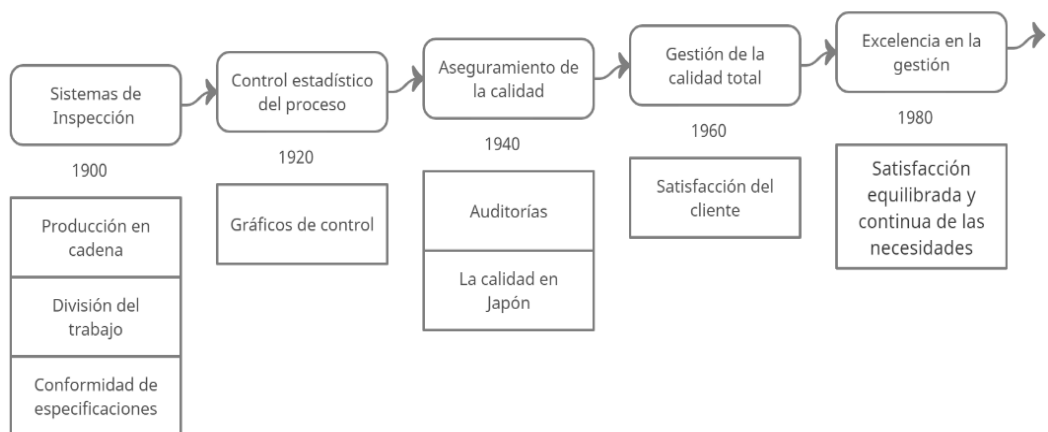 Sistemas de
Inspección
1900
Producción en
cadena
División del
trabajo
Conformidad de
especificaciones
Control estadístico
del proceso
1920
Gráficos de control
Aseguramiento de
la calidad
1940
Auditorías
La calidad en
Japón
Gestión de la
calidad total
1960
Satisfacción del
cliente
Excelencia en la
gestión
1980
Satisfacción
equilibrada y
continua de las
necesidades